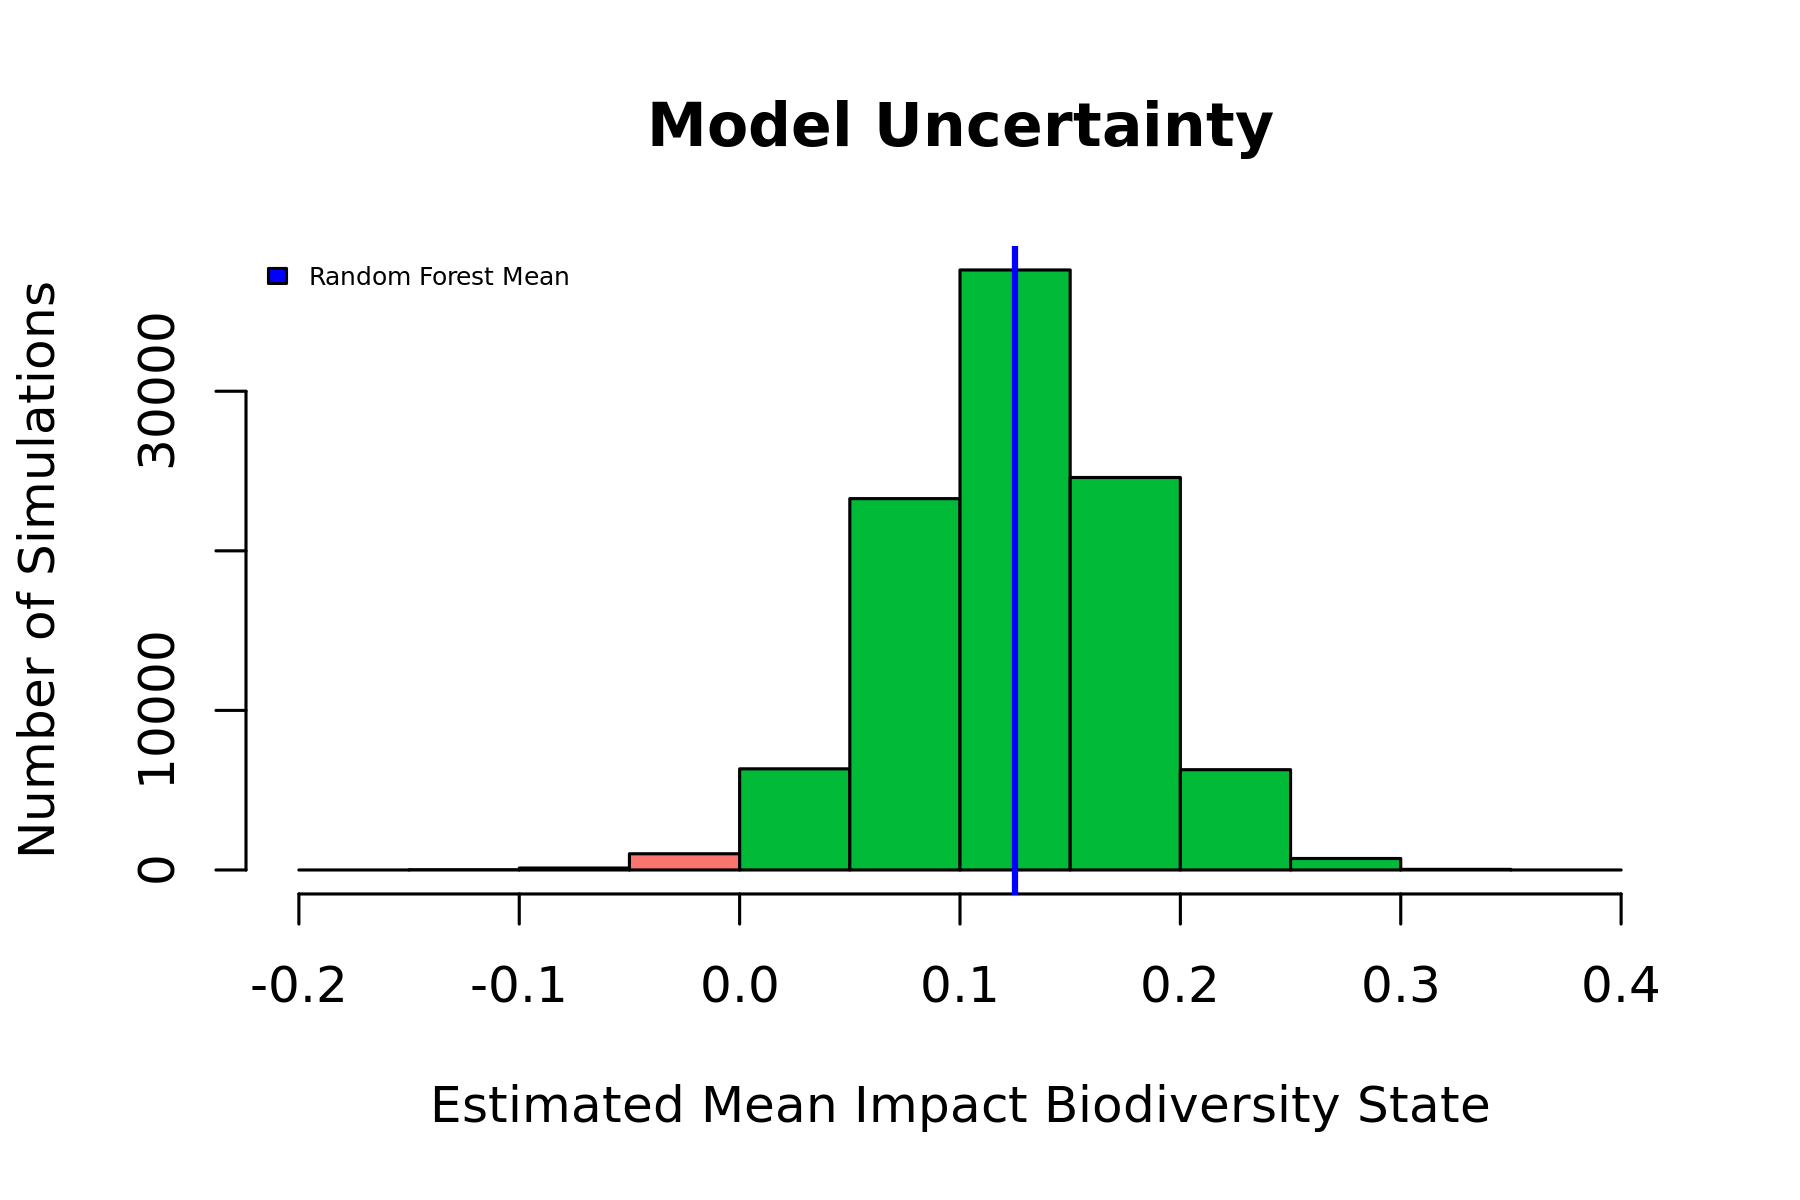 Model Uncertainty
Random Forest Mean
Number of Simulations
30000
10000
0
-0.2 -0.1 0.0 0.1 0.2 0.3 0.4
Estimated Mean Impact Biodiversity State